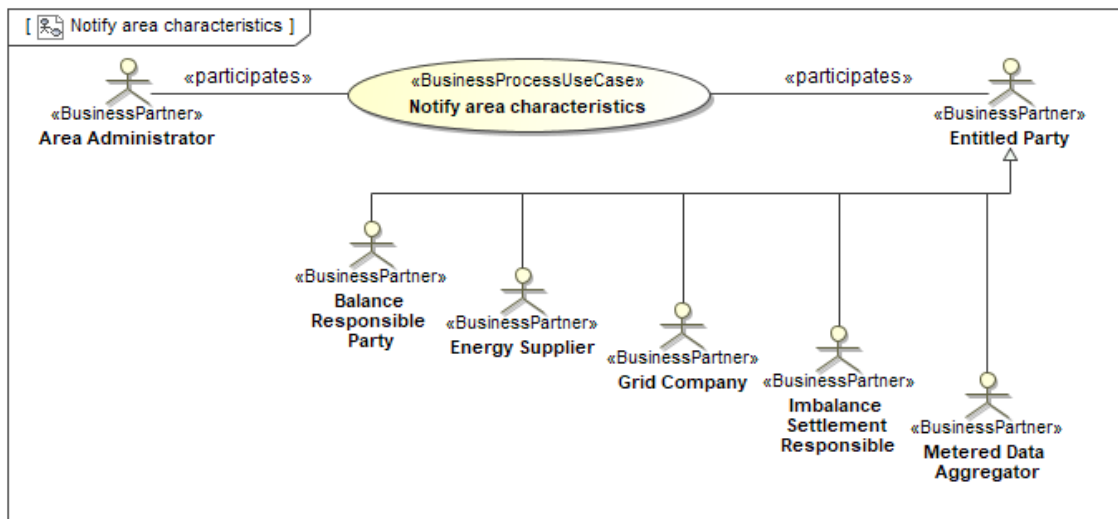 [ Notify area characteristics ]
«participates»
«BusinessProcessUseCase»
Notify area characteristics
«participates»
«BusinessPartner»
Area Administrator
«BusinessPartner»
Entitled Party
«BusinessPartner»
Balance
Responsible
Party
«BusinessPartner»
Energy Supplier
«BusinessPartner»
Grid Company
«BusinessPartner»
Imbalance
Settlement
Responsible
«BusinessPartner»
Metered Data
Aggregator